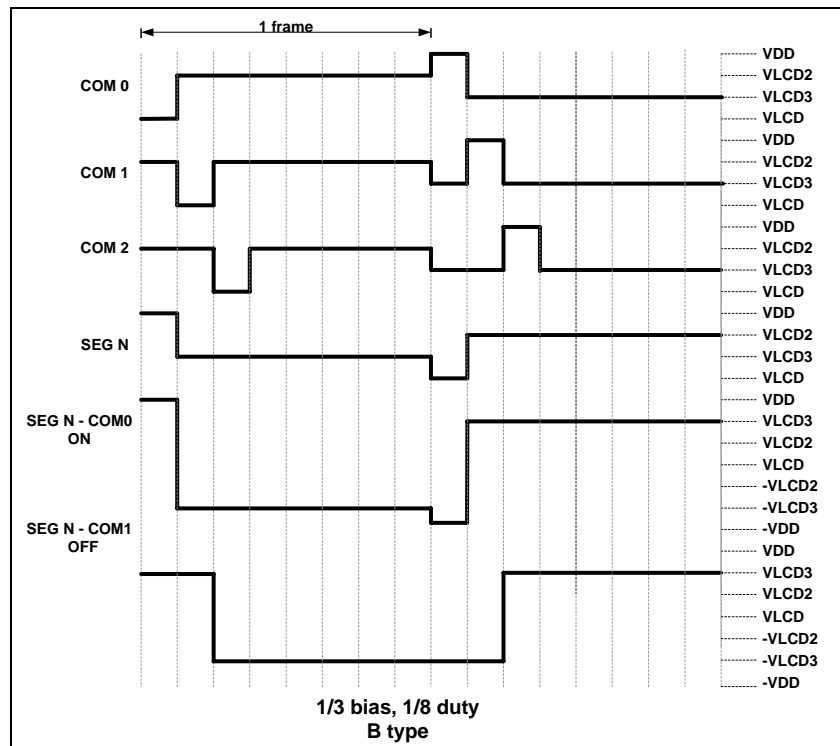 1 frame
COM 0
VDD
VLCD2
VLCD3
VLCD
COM 1
VDD
VLCD2
VLCD3
VLCD
COM 2
VDD
VLCD2
VLCD3
VLCD
SEG N
VDD
VLCD2
VLCD3
VLCD
SEG N - COM0
ON
VDD
VLCD3
VLCD2
VLCD
-VLCD2
-VLCD3
-VDD
SEG N - COM1
OFF
VDD
VLCD3
VLCD2
VLCD
-VLCD2
-VLCD3
-VDD
1/3 bias, 1/8 duty
B type